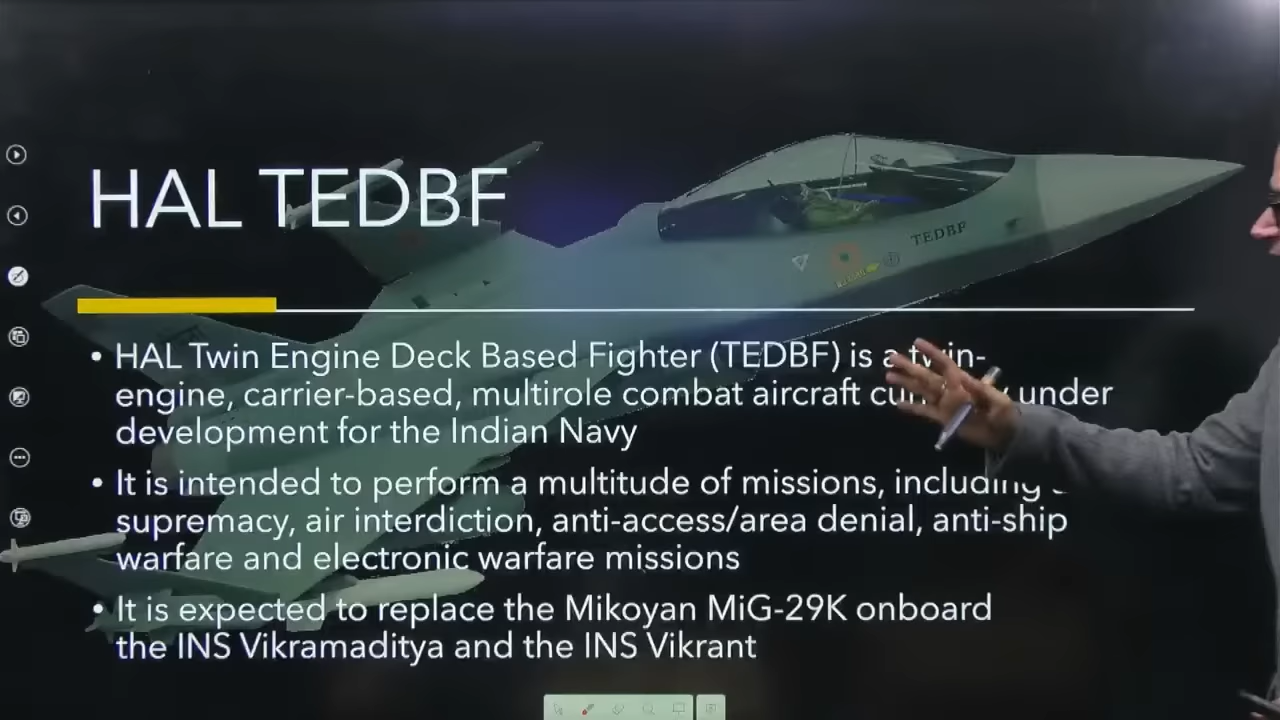 HAL TEDBF
TEDBF
• HAL Twin Engine Deck Based Fighter (TEDBF) is a twin-
engine, carrier-based, multirole combat aircraft under
development for the Indian Navy
• It is intended to perform a multitude of missions, including
supremacy, air interdiction, anti-access/area denial, anti-ship
warfare and electronic warfare missions
• It is expected to replace the Mikoyan MiG-29K onboard
the INS Vikramaditya and the INS Vikrant